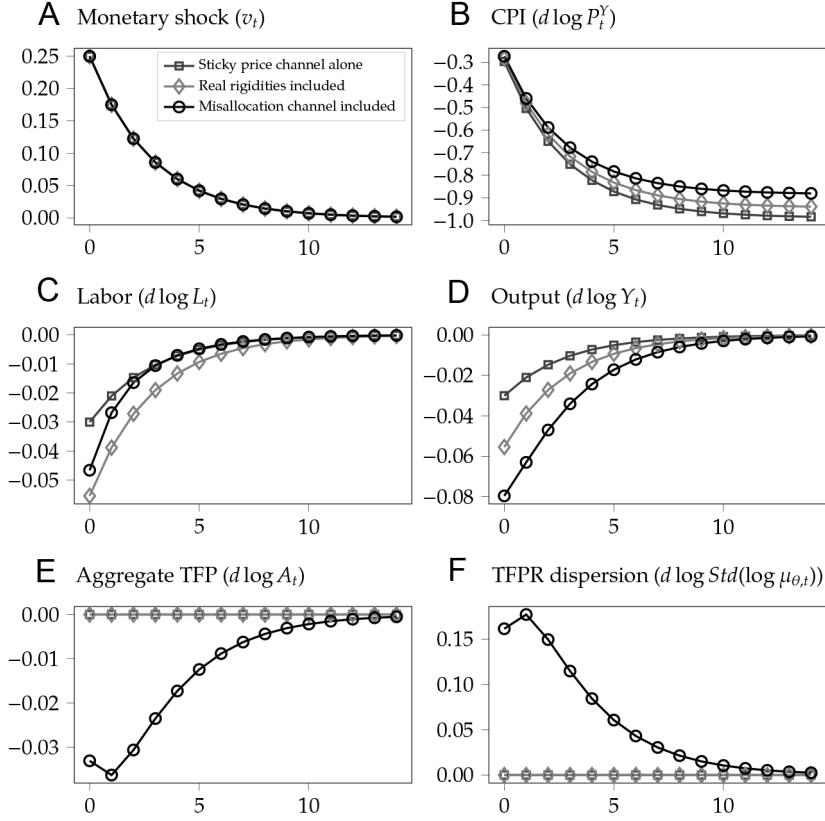 A Monetary shock (v_t)
0.25
0.20
0.15
0.10
0.05
0.00
0 5 10
Sticky price channel alone
Real rigidities included
Misallocation channel included
B CPI (d log P_t^Y)
−0.3
−0.4
−0.5
−0.6
−0.7
−0.8
−0.9
−1.0
0 5 10
C Labor (d log L_t)
0.00
−0.01
−0.02
−0.03
−0.04
−0.05
0 5 10
D Output (d log Y_t)
0.00
−0.02
−0.04
−0.06
−0.08
0 5 10
E Aggregate TFP (d log A_t)
0.00
−0.01
−0.02
−0.03
0 5 10
F TFPR dispersion (d log Std(log μ_θ,t))
0.15
0.10
0.05
0.00
0 5 10